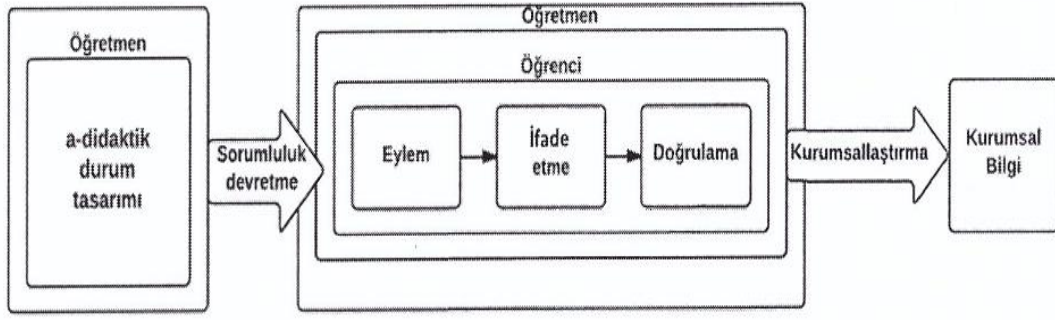 Öğretmen
a-didaktik
durum
tasarımı
Sorumluluk
devretme
Öğretmen
Öğrenci
Eylem
İfade
etme
Doğrulama
Kurumsallaştırma
Kurumsal
Bilgi